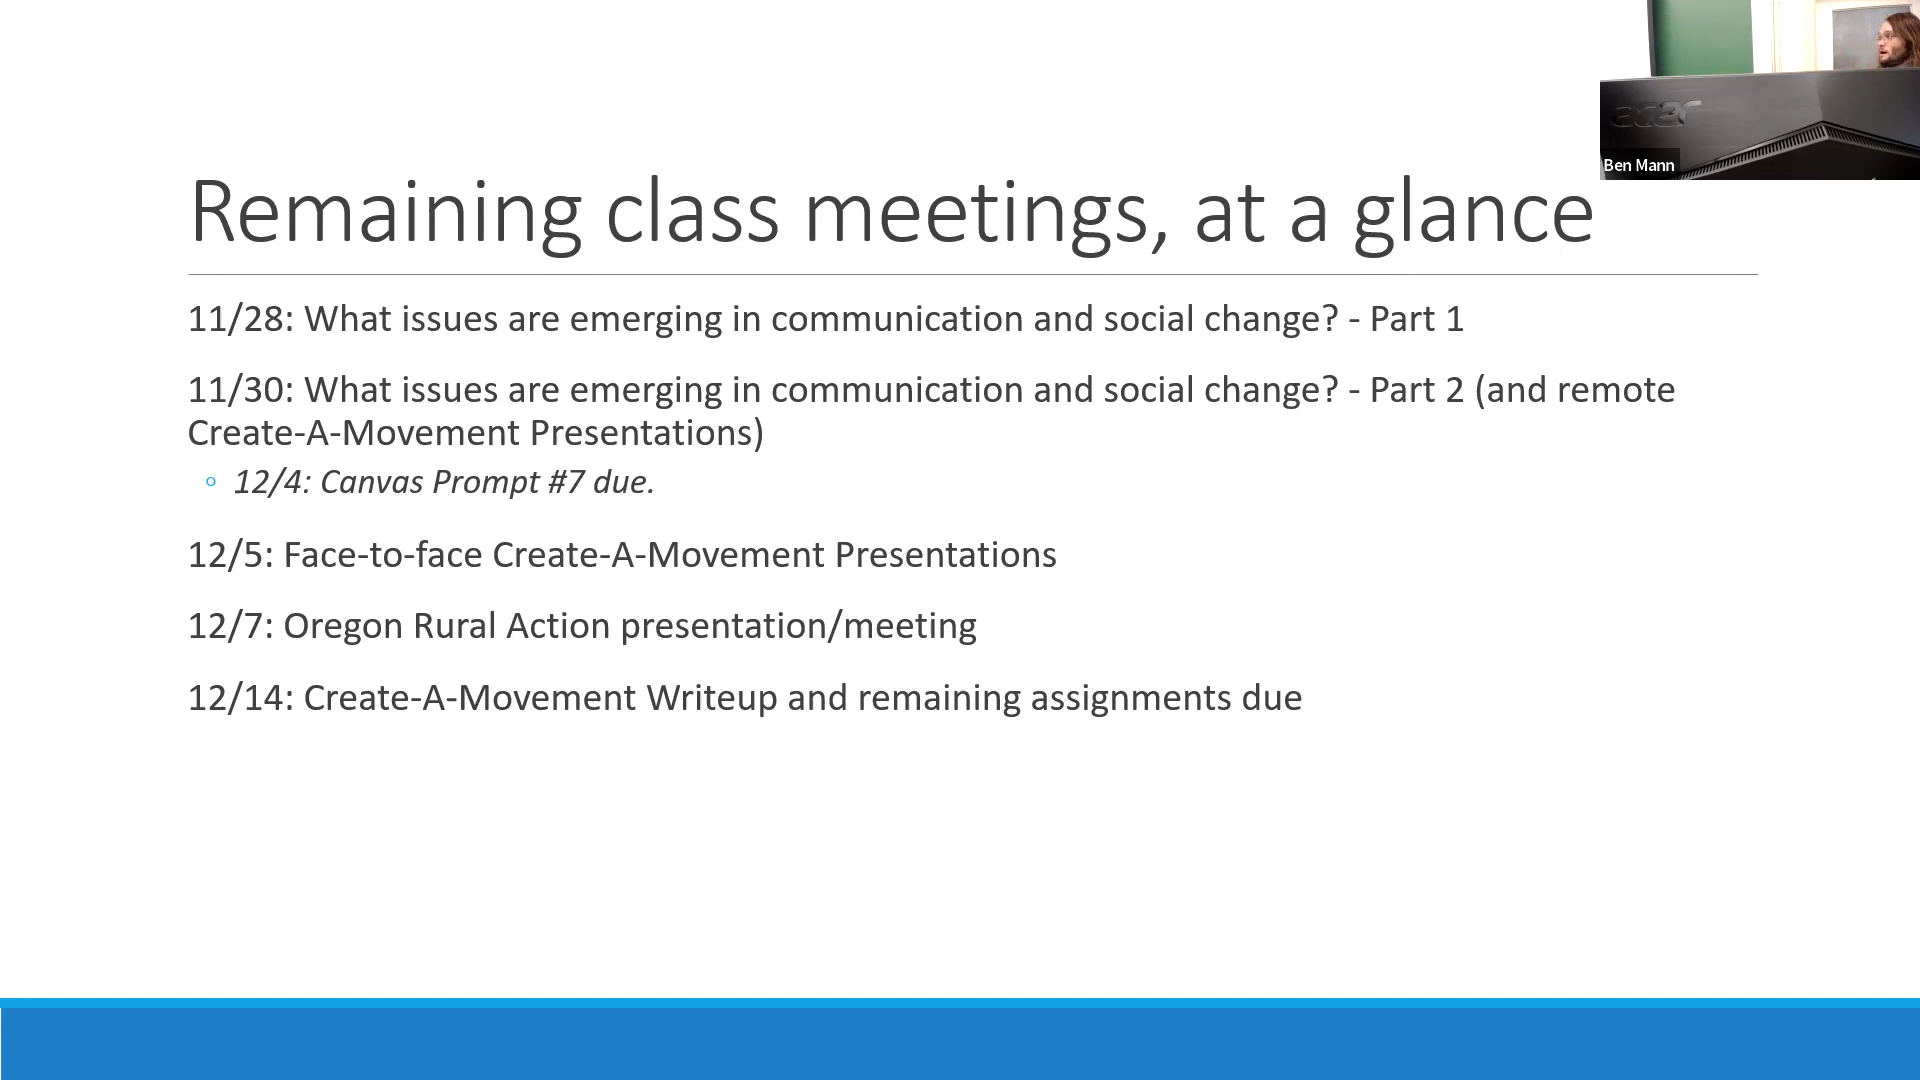 acer
Ben Mann
Remaining class meetings, at a glance
11/28: What issues are emerging in communication and social change? - Part 1
11/30: What issues are emerging in communication and social change? - Part 2 (and remote
Create-A-Movement Presentations)
◦ 12/4: Canvas Prompt #7 due.
12/5: Face-to-face Create-A-Movement Presentations
12/7: Oregon Rural Action presentation/meeting
12/14: Create-A-Movement Writeup and remaining assignments due